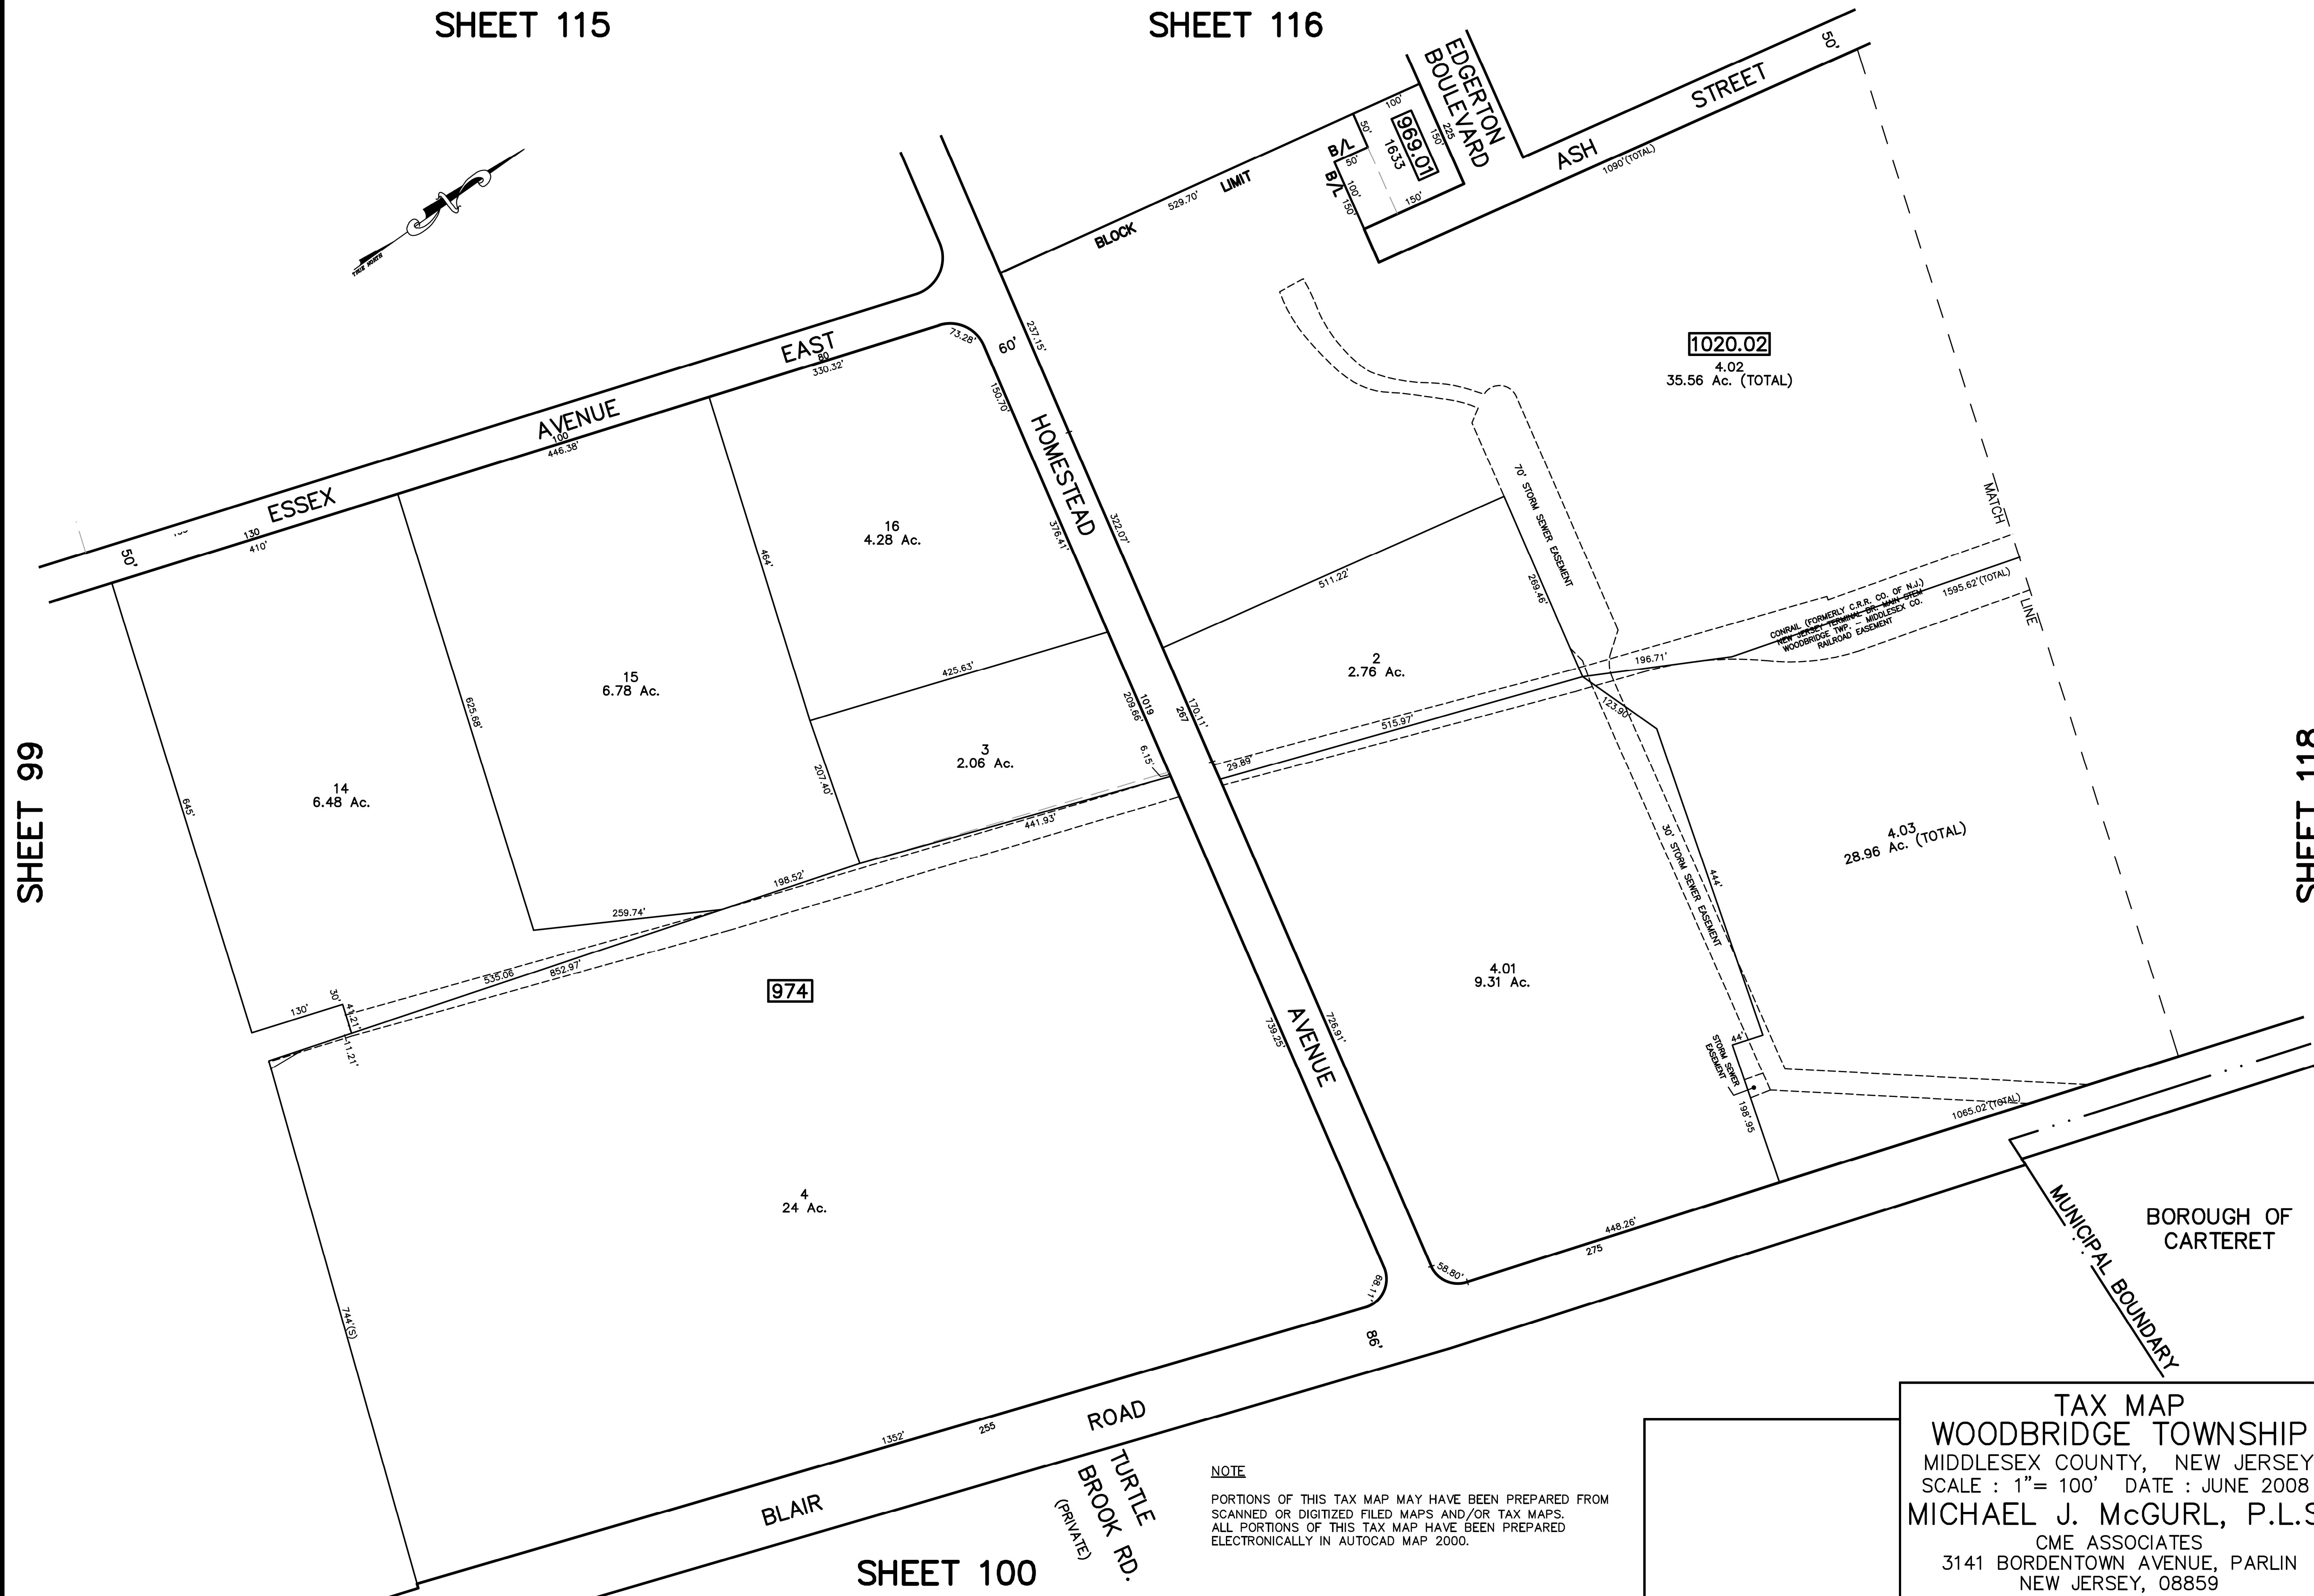 SHEET 115
SHEET 116
TRUE NORTH
EDGERTON
BOULEVARD
ASH
STREET
50'
1090'(TOTAL)
100'
50'
969.01
1633
225
150'
B/L
50'
B/L
100'
150'
150'
BLOCK
529.70'
LIMIT
ESSEX
AVENUE
EAST
50'
130
410'
100
446.38'
80
330.32'
73.28'
60'
237.15'
150.70'
HOMESTEAD
376.41'
322.07'
1020.02
4.02
35.56 Ac. (TOTAL)
MATCH
LINE
16
4.28 Ac.
464'
70' STORM SEWER EASEMENT
269.46'
511.22'
15
6.78 Ac.
625.68'
425.63'
2
2.76 Ac.
CONRAIL (FORMERLY C.R.R. CO. OF N.J.)
NEW JERSEY TERMINAL BR. MAIN STEM
WOODBRIDGE TWP. - MIDDLESEX CO.
RAILROAD EASEMENT
1595.62'(TOTAL)
196.71'
123.90'
515.97'
29.89'
209.66'
1019
267
170.11'
6.15'
3
2.06 Ac.
207.40'
441.93'
14
6.48 Ac.
645'
SHEET 99
SHEET 118
198.52'
259.74'
535.06
852.97'
130'
30'
41.21'
11.21'
974
4.03
28.96 Ac. (TOTAL)
444'
30' STORM SEWER EASEMENT
4.01
9.31 Ac.
AVENUE
739.25'
726.91'
44'
STORM SEWER
EASEMENT
198'.95
1065.02'(TOTAL)
4
24 Ac.
744'(S)
448.26'
275
58.80'
68.11'
86'
MUNICIPAL BOUNDARY
BOROUGH OF
CARTERET
1352'
255
BLAIR
ROAD
TURTLE
BROOK RD.
(PRIVATE)
SHEET 100
NOTE
PORTIONS OF THIS TAX MAP MAY HAVE BEEN PREPARED FROM
SCANNED OR DIGITIZED FILED MAPS AND/OR TAX MAPS.
ALL PORTIONS OF THIS TAX MAP HAVE BEEN PREPARED
ELECTRONICALLY IN AUTOCAD MAP 2000.
TAX MAP
WOODBRIDGE TOWNSHIP
MIDDLESEX COUNTY, NEW JERSEY
SCALE : 1"= 100' DATE : JUNE 2008
MICHAEL J. McGURL, P.L.S
CME ASSOCIATES
3141 BORDENTOWN AVENUE, PARLIN
NEW JERSEY, 08859